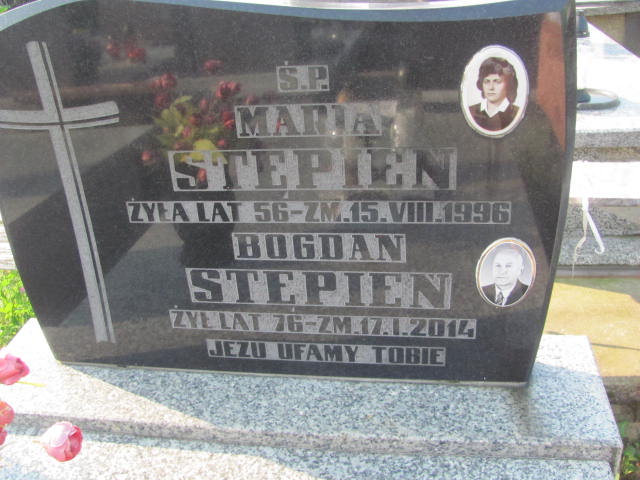 Ś.P.
MARIA
STĘPIEŃ
ŻYŁA LAT 56-ZM.15.VIII.1996
BOGDAN
STĘPIEŃ
ŻYŁ LAT 76-ZM.17.I.2014
JEZU UFAMY TOBIE